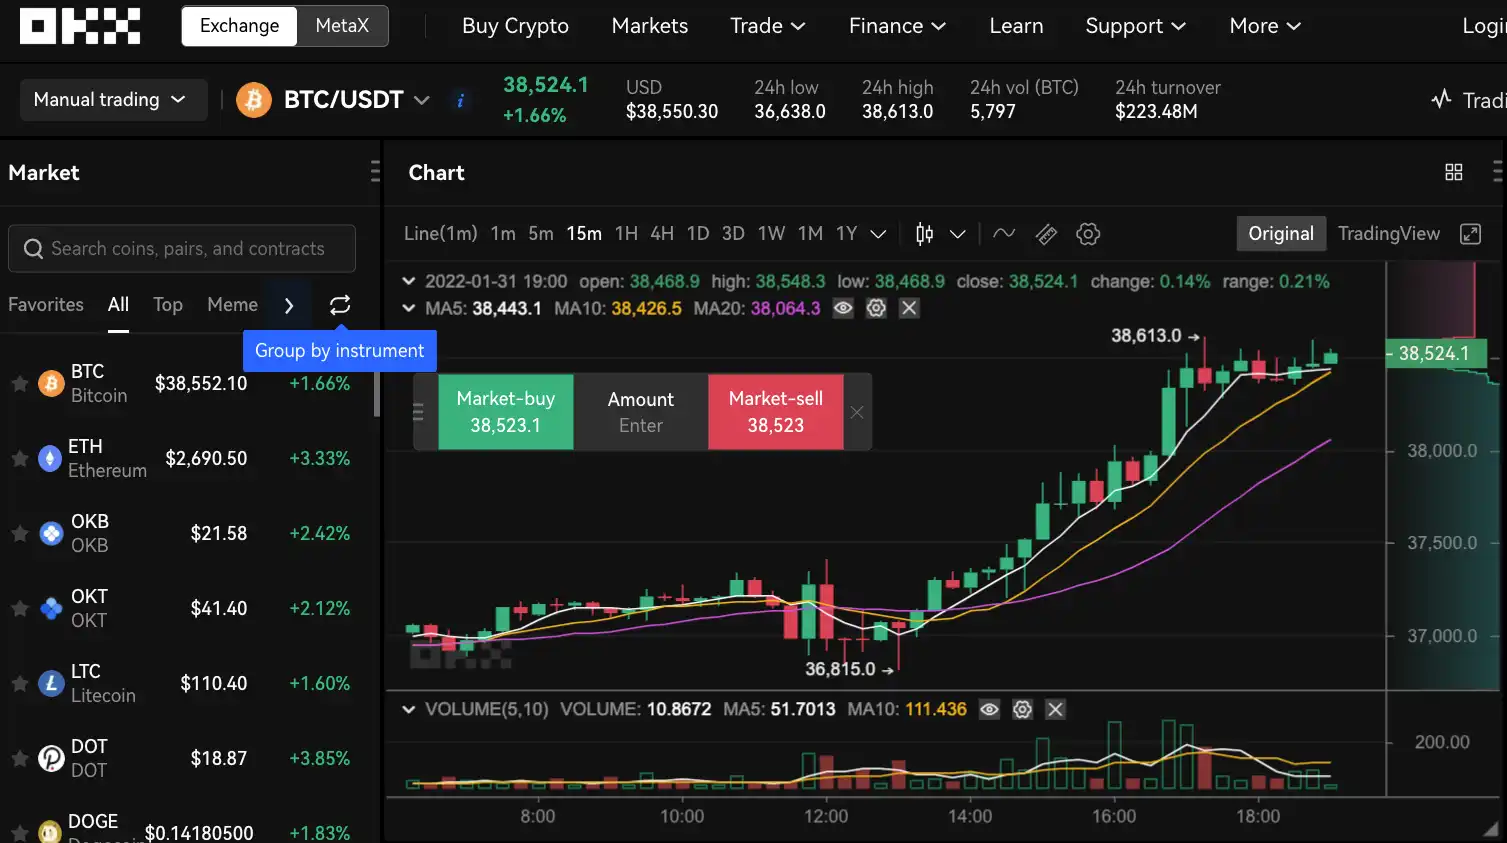 OKX
Exchange MetaX Buy Crypto Markets Trade Finance Learn Support More
Manual trading BTC/USDT i 38,524.1 +1.66%
USD $38,550.30
24h low 36,638.0
24h high 38,613.0
24h vol (BTC) 5,797
24h turnover $223.48M
Market
Search coins, pairs, and contracts
Favorites All Top Meme
Group by instrument
BTC Bitcoin $38,552.10 +1.66%
ETH Ethereum $2,690.50 +3.33%
OKB OKB $21.58 +2.42%
OKT OKT $41.40 +2.12%
LTC Litecoin $110.40 +1.60%
DOT DOT $18.87 +3.85%
DOGE $0.14180500 +1.83%
Chart
Line(1m) 1m 5m 15m 1H 4H 1D 3D 1W 1M 1Y Original TradingView
2022-01-31 19:00 open: 38,468.9 high: 38,548.3 low: 38,468.9 close: 38,524.1 change: 0.14% range: 0.21%
MA5: 38,443.1 MA10: 38,426.5 MA20: 38,064.3
38,613.0
38,524.1
Market-buy 38,523.1
Amount Enter
Market-sell 38,523
38,000.0
37,500.0
37,000.0
36,815.0
OKX
VOLUME(5,10) VOLUME: 10.8672 MA5: 51.7013 MA10: 111.436
200.00
8:00 10:00 12:00 14:00 16:00 18:00